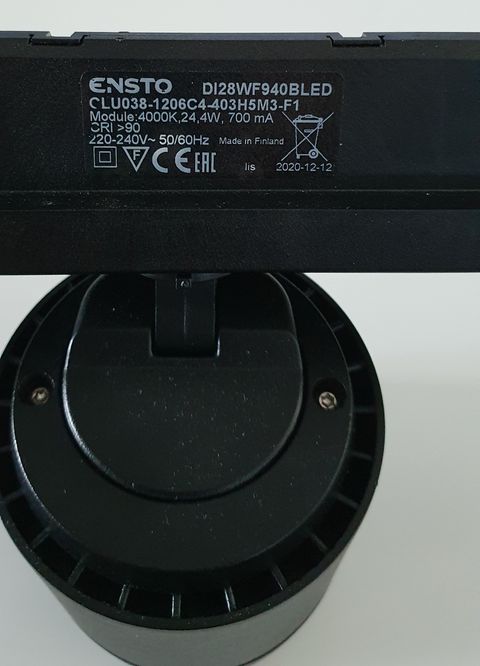 ENSTO DI28WF940BLED
CLU038-1206C4-403H5M3-F1
Module:4000K,24,4W, 700 mA
CRI >90
220-240V~ 50/60Hz Made in Finland
F CE EAC
Iis 2020-12-12